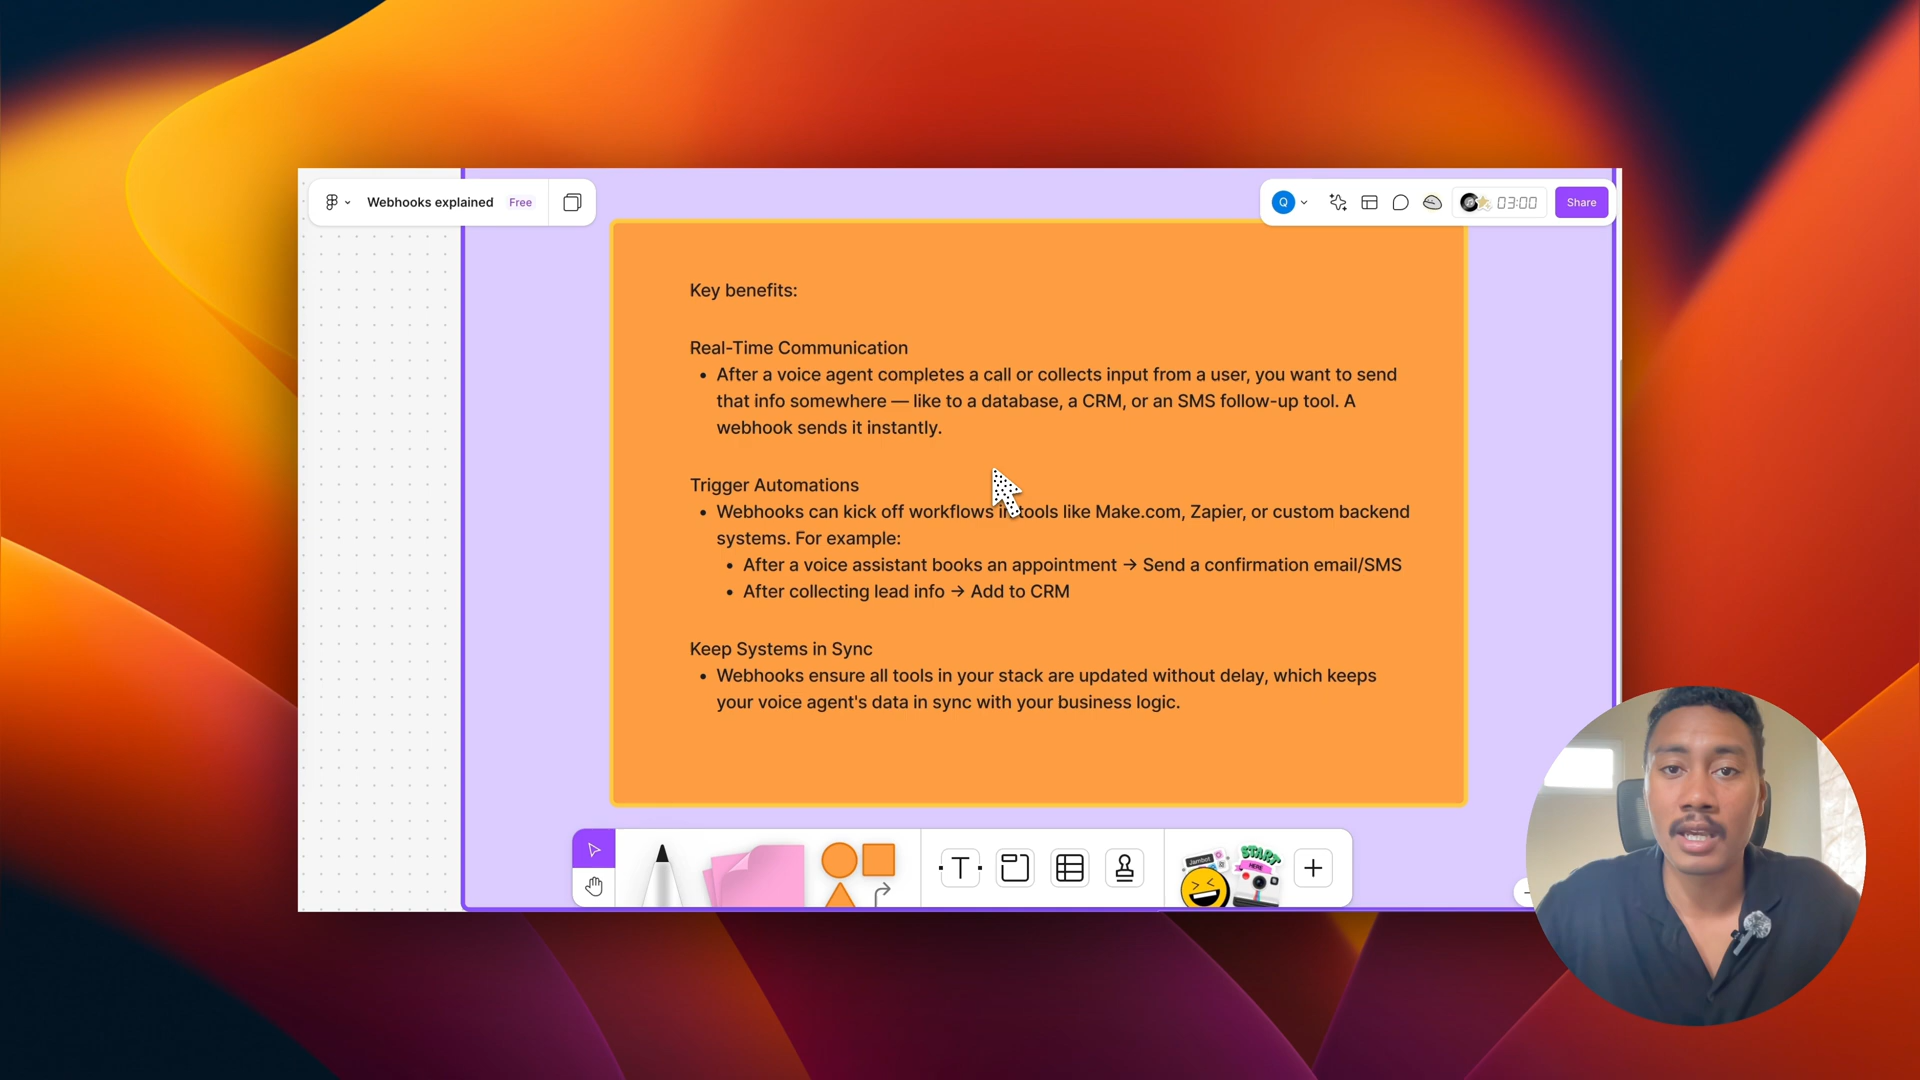 Webhooks explained Free
Q 03:00 Share
Key benefits:
Real-Time Communication
• After a voice agent completes a call or collects input from a user, you want to send
that info somewhere — like to a database, a CRM, or an SMS follow-up tool. A
webhook sends it instantly.
Trigger Automations
• Webhooks can kick off workflows in tools like Make.com, Zapier, or custom backend
systems. For example:
• After a voice assistant books an appointment → Send a confirmation email/SMS
• After collecting lead info → Add to CRM
Keep Systems in Sync
• Webhooks ensure all tools in your stack are updated without delay, which keeps
your voice agent's data in sync with your business logic.
T
Jambot
START
HERE